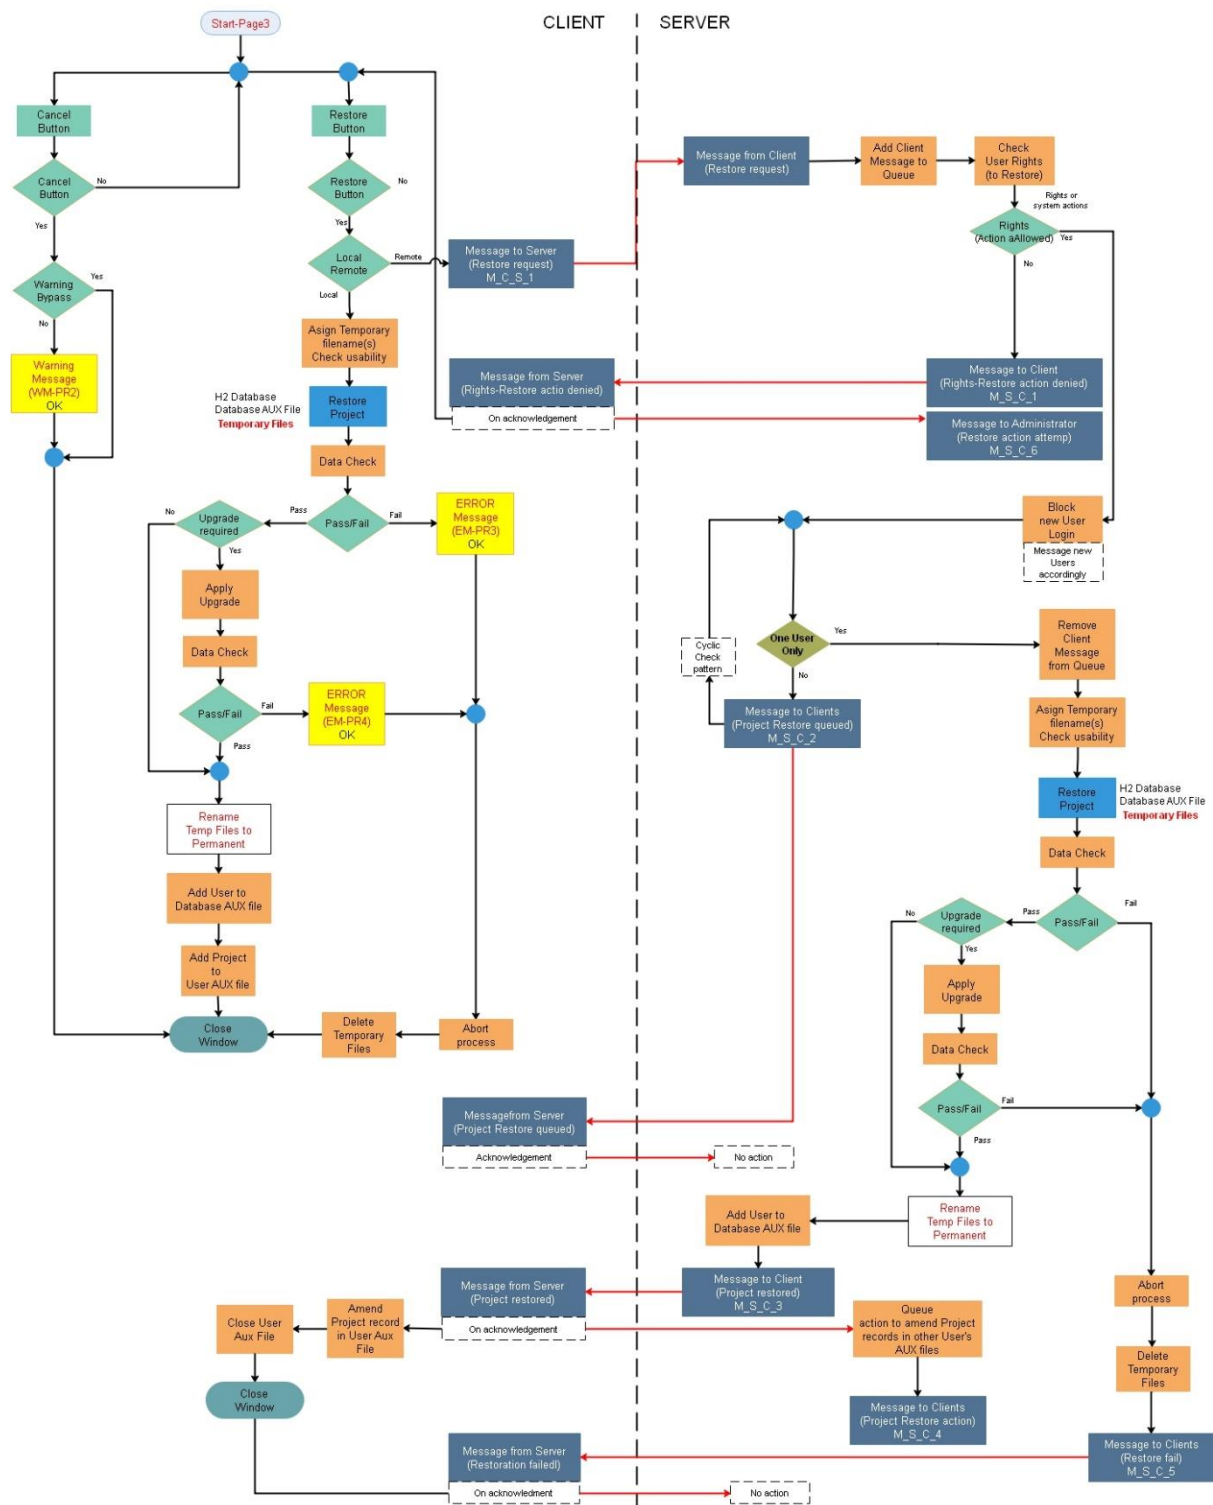 Start-Page3
CLIENT
SERVER
Cancel
Button
Restore
Button
Cancel
Button
No
Yes
Restore
Button
No
Yes
Warning
Bypass
Yes
No
Local
Remote
Remote
Local
Message to Server
(Restore request)
M_C_S_1
Message from Client
(Restore request)
Add Client
Message to
Queue
Check
User Rights
(to Restore)
Rights or
system actions
Rights
(Action aAllowed)
Yes
No
Warning
Message
(WM-PR2)
OK
Asign Temporary
filename(s)
Check usability
H2 Database
Database AUX File
Temporary Files
Restore
Project
Message from Server
(Rights-Restore actio denied)
On acknowledgement
Message to Client
(Rights-Restore action denied)
M_S_C_1
Message to Administrator
(Restore action attemp)
M_S_C_6
Data Check
Pass/Fail
Pass
Fail
Upgrade
required
No
Yes
ERROR
Message
(EM-PR3)
OK
Apply
Upgrade
Data Check
Pass/Fail
Fail
Pass
ERROR
Message
(EM-PR4)
OK
Block
new User
Login
Message new
Users
accordingly
One User
Only
Yes
No
Cyclic
Check
pattern
Message to Clients
(Project Restore queued)
M_S_C_2
Remove
Client
Message
from Queue
Asign Temporary
filename(s)
Check usability
Restore
Project
H2 Database
Database AUX File
Temporary Files
Data Check
Pass/Fail
Pass
Fail
Upgrade
required
No
Yes
Apply
Upgrade
Data Check
Pass/Fail
Fail
Pass
Rename
Temp Files to
Permanent
Add User to
Database AUX file
Add Project
to
User AUX file
Close
Window
Delete
Temporary
Files
Abort
process
Messagefrom Server
(Project Restore queued)
Acknowledgement
No action
Rename
Temp Files to
Permanent
Add User to
Database AUX file
Message to Client
(Project restored)
M_S_C_3
Message from Server
(Project restored)
On acknowledgement
Amend
Project record
in User Aux
File
Close User
Aux File
Close
Window
Queue
action to amend Project
records in other User's
AUX files
Message to Clients
(Project Restore action)
M_S_C_4
Abort
process
Delete
Temporary
Files
Message to Clients
(Restore fail)
M_S_C_5
Message from Server
(Restoration failedl)
On acknowledment
No action